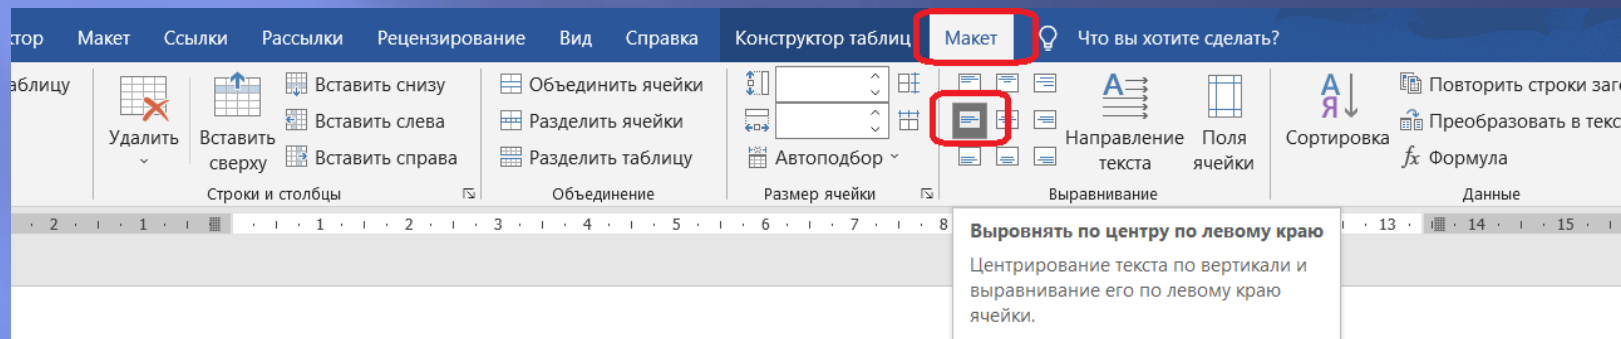 ктор Макет Ссылки Рассылки Рецензирование Вид Справка Конструктор таблиц Макет Что вы хотите сделать?
аблицу Вставить снизу Объединить ячейки Повторить строки заго
Вставить слева Разделить ячейки Преобразовать в текс
Удалить Вставить сверху Вставить справа Разделить таблицу Автоподбор Направление текста Поля ячейки Сортировка fx Формула
Строки и столбцы Объединение Размер ячейки Выравнивание Данные
2 1 1 2 3 4 5 6 7 8 13 14 15
Выровнять по центру по левому краю
Центрирование текста по вертикали и
выравнивание его по левому краю
ячейки.